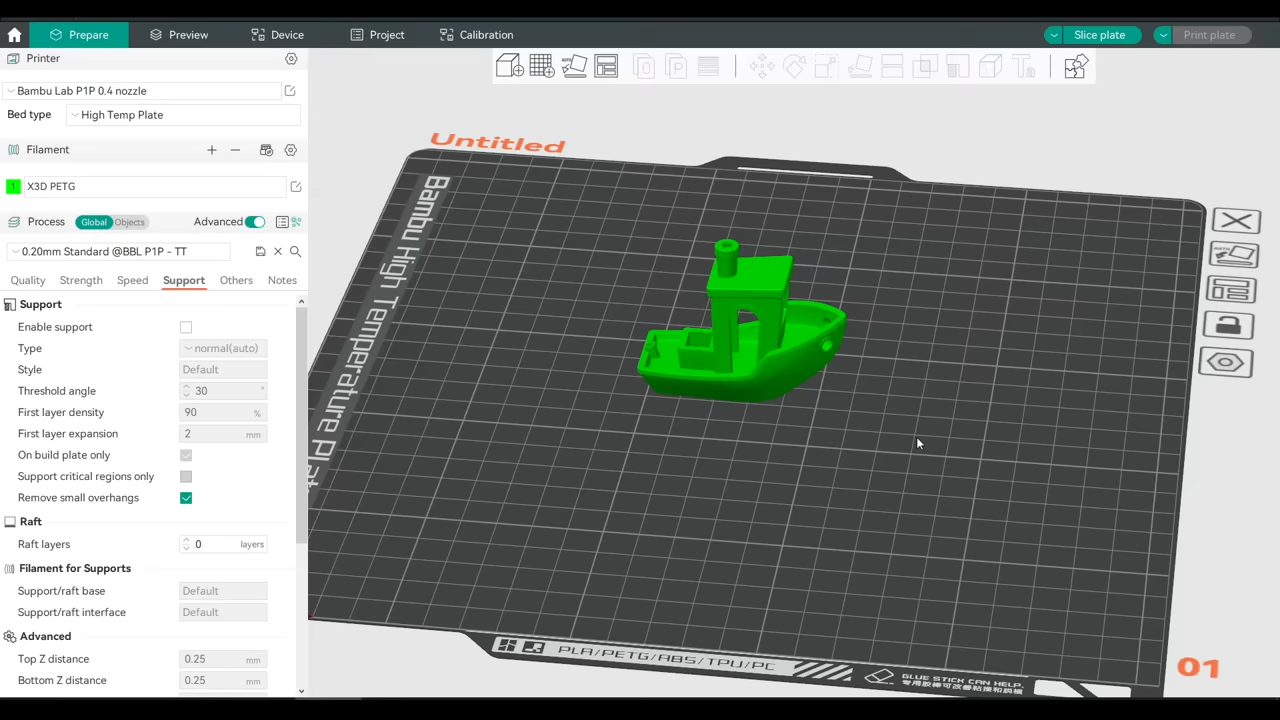 Prepare Preview Device Project Calibration Slice plate Print plate
Printer
Bambu Lab P1P 0.4 nozzle
Bed type High Temp Plate
Filament
1 X3D PETG
Process Global Objects Advanced
0.20mm Standard @BBL P1P - TT
Quality Strength Speed Support Others Notes
Support
Enable support
Type normal(auto)
Style Default
Threshold angle 30 °
First layer density 90 %
First layer expansion 2 mm
On build plate only
Support critical regions only
Remove small overhangs
Raft
Raft layers 0 layers
Filament for Supports
Support/raft base Default
Support/raft interface Default
Advanced
Top Z distance 0.25 mm
Bottom Z distance 0.25 mm
Untitled
Bambu High Temperature Plat
AUTO
PLA/PETG/ABS/TPU/PC
GLUE STICK CAN HELP.
01